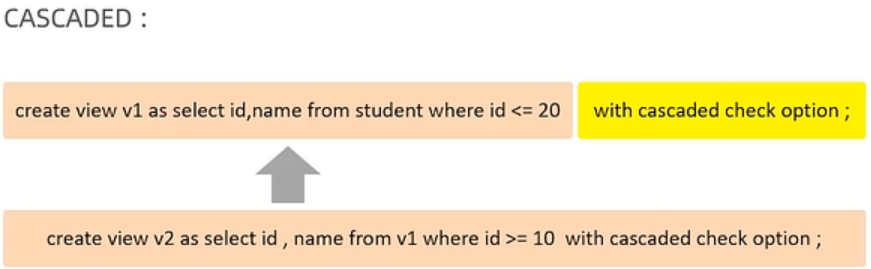 CASCADED :
create view v1 as select id,name from student where id <= 20 with cascaded check option ;
create view v2 as select id , name from v1 where id >= 10 with cascaded check option ;